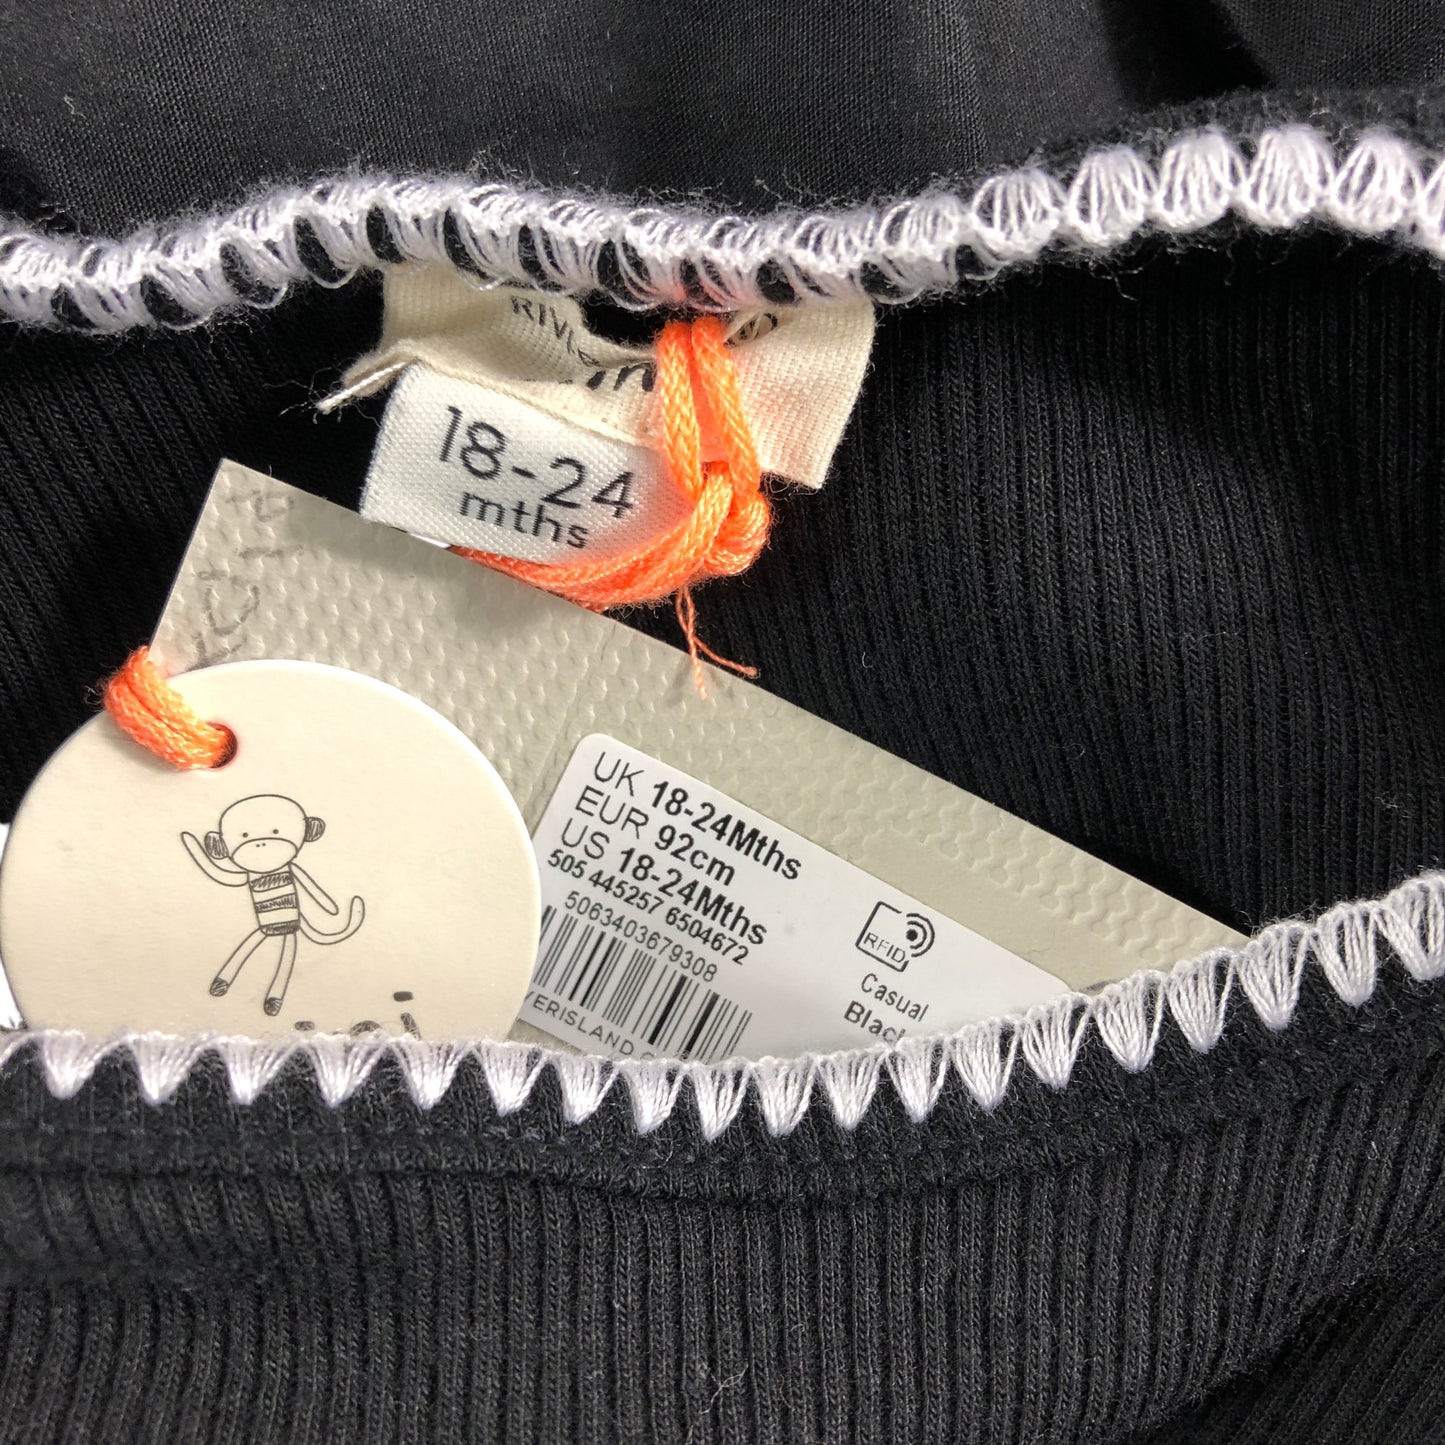 18-24
mths
UK 18-24Mths
EUR 92cm
US 18-24Mths
505 445257 6504672
5063403679308
RFID
Casual